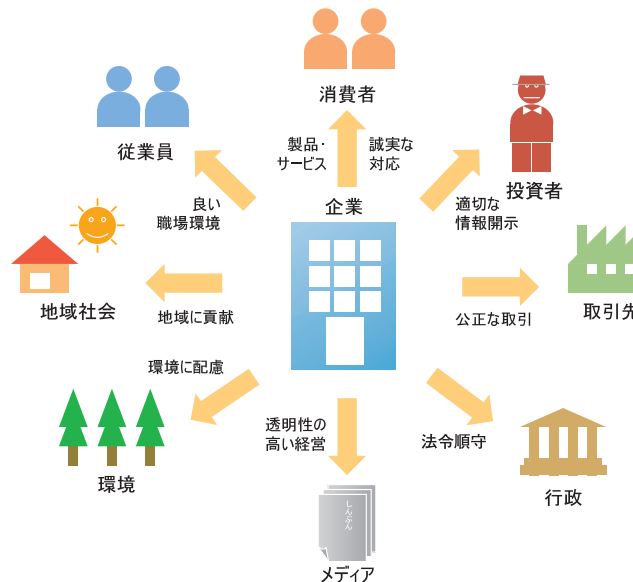 消費者
従業員
製品・
サービス
誠実な
対応
投資者
良い
職場環境
企業
適切な
情報開示
地域社会
地域に貢献
公正な取引
取引先
環境に配慮
透明性の
高い経営
法令順守
環境
行政
しんぶん
メディア